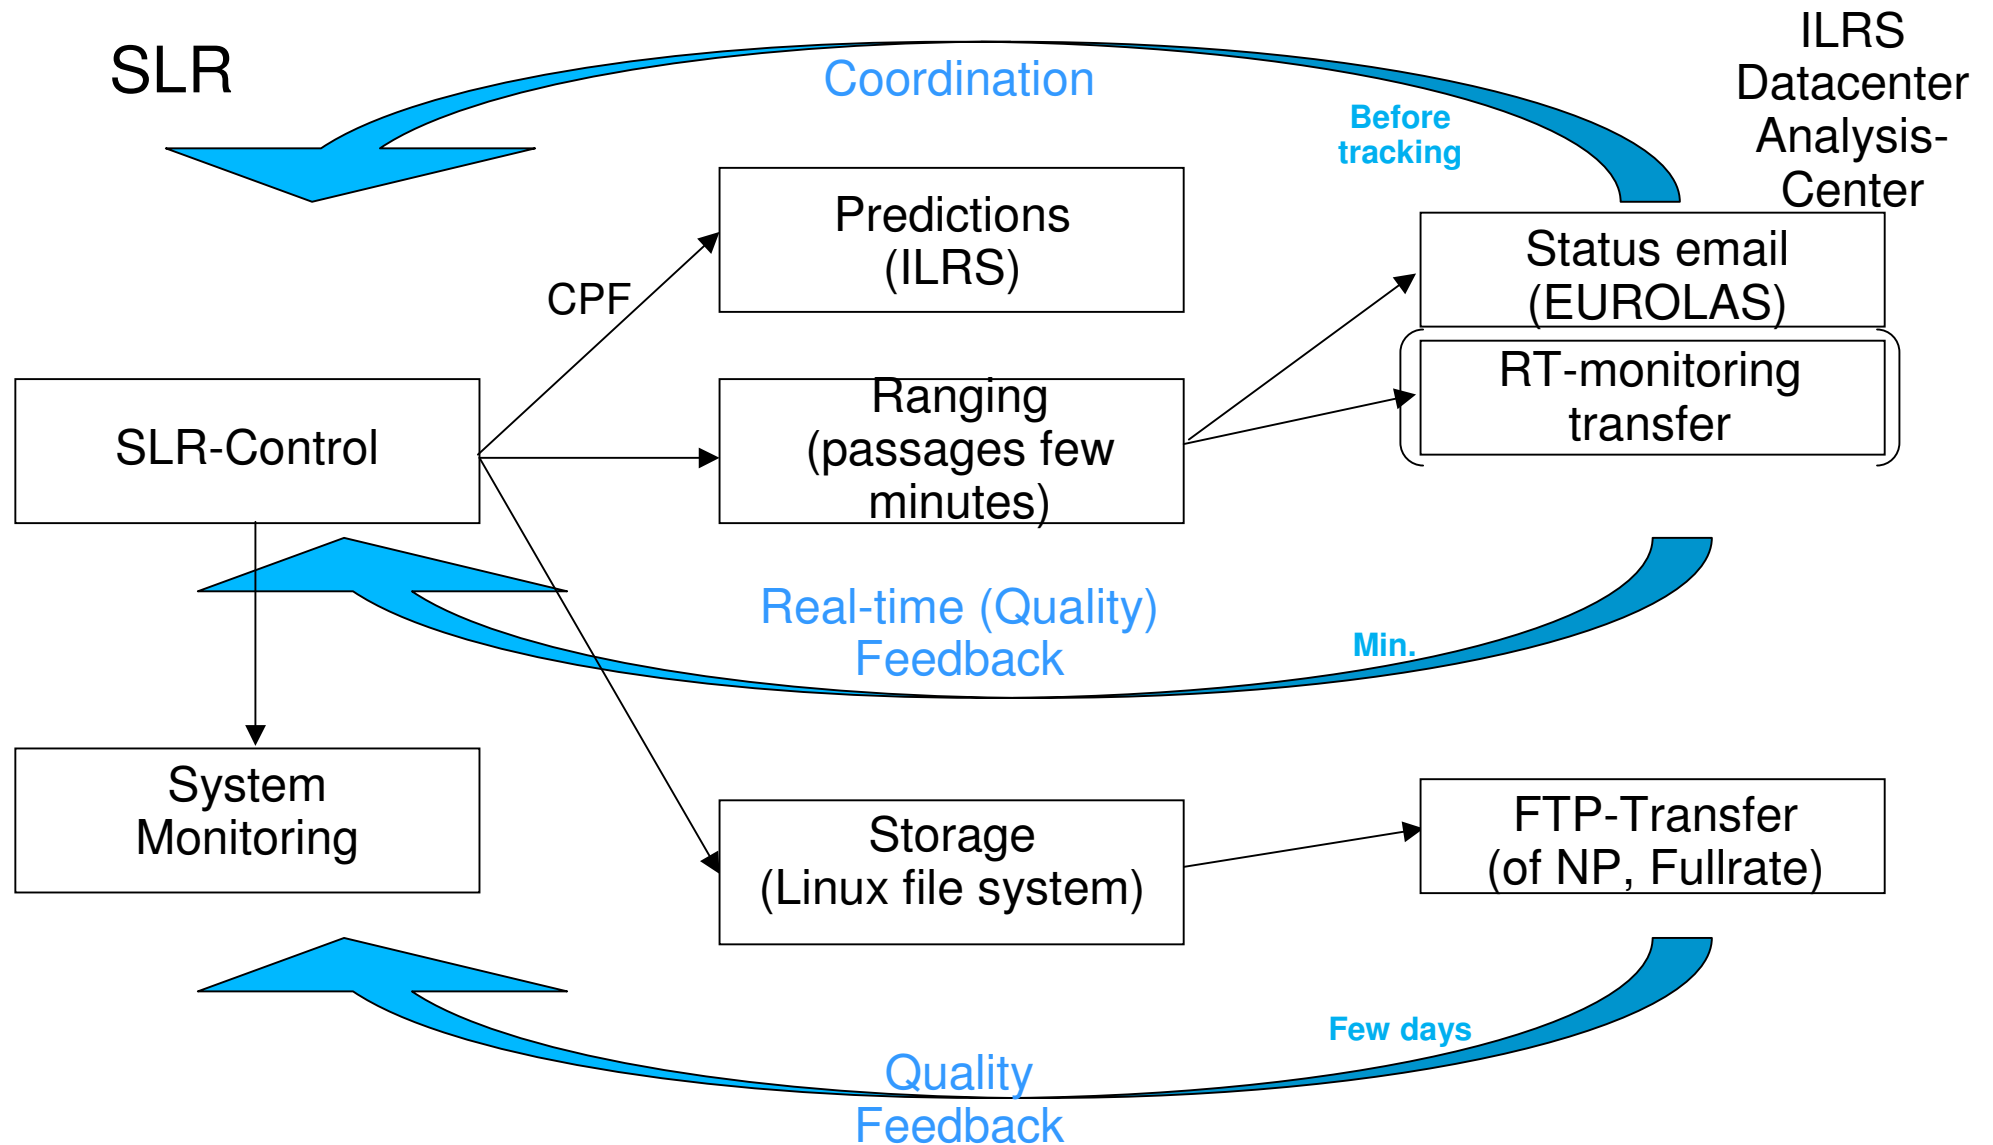 SLR
Coordination
Before
tracking
ILRS
Datacenter
Analysis-
Center
Predictions
(ILRS)
CPF
Status email
(EUROLAS)
RT-monitoring
transfer
SLR-Control
Ranging
(passages few
minutes)
Real-time (Quality)
Feedback
Min.
System
Monitoring
Storage
(Linux file system)
FTP-Transfer
(of NP, Fullrate)
Few days
Quality
Feedback